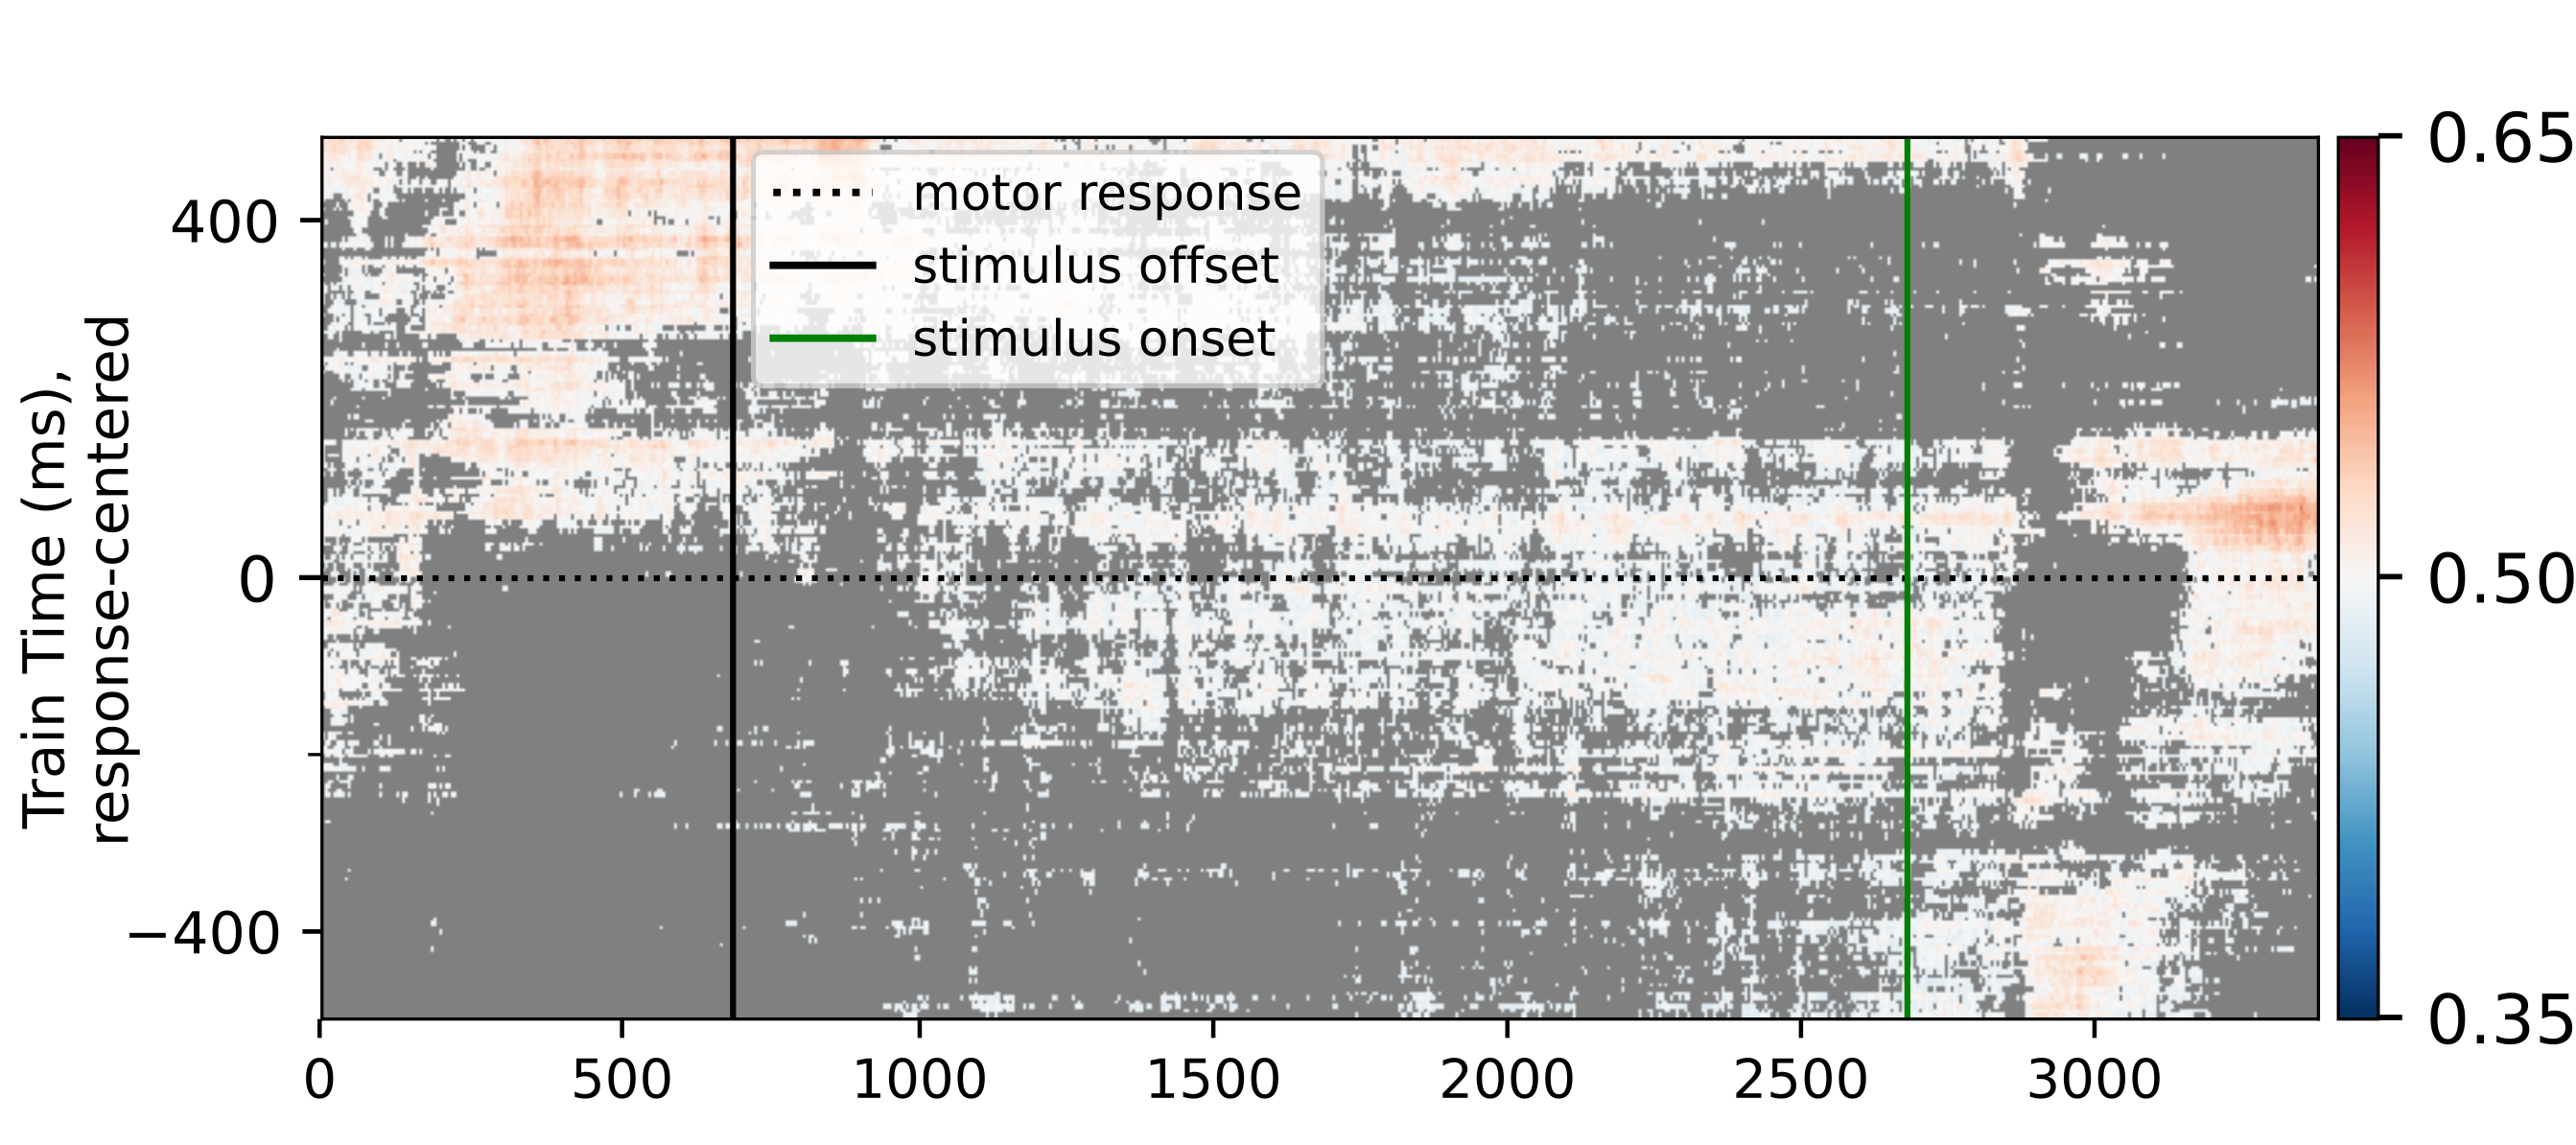 Train Time (ms),
response-centered
400
0
−400
motor response
stimulus offset
stimulus onset
0
500
1000
1500
2000
2500
3000
0.65
0.50
0.35